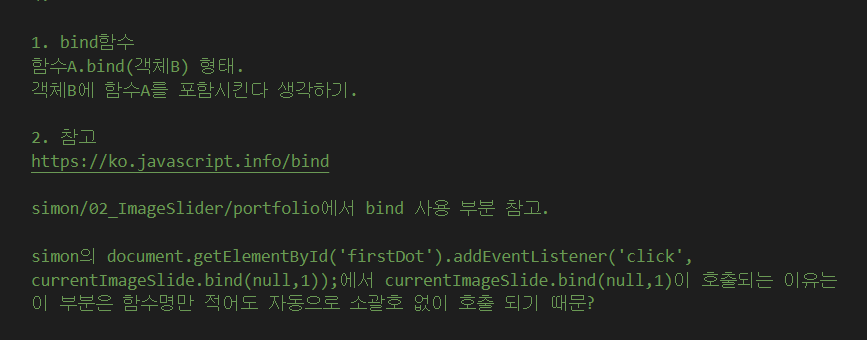 1. bind함수
함수A.bind(객체B) 형태.
객체B에 함수A를 포함시킨다 생각하기.
2. 참고
https://ko.javascript.info/bind
simon/02_ImageSlider/portfolio에서 bind 사용 부분 참고.
simon의 document.getElementById('firstDot').addEventListener('click',
currentImageSlide.bind(null,1));에서 currentImageSlide.bind(null,1)이 호출되는 이유는
이 부분은 함수명만 적어도 자동으로 소괄호 없이 호출 되기 때문?